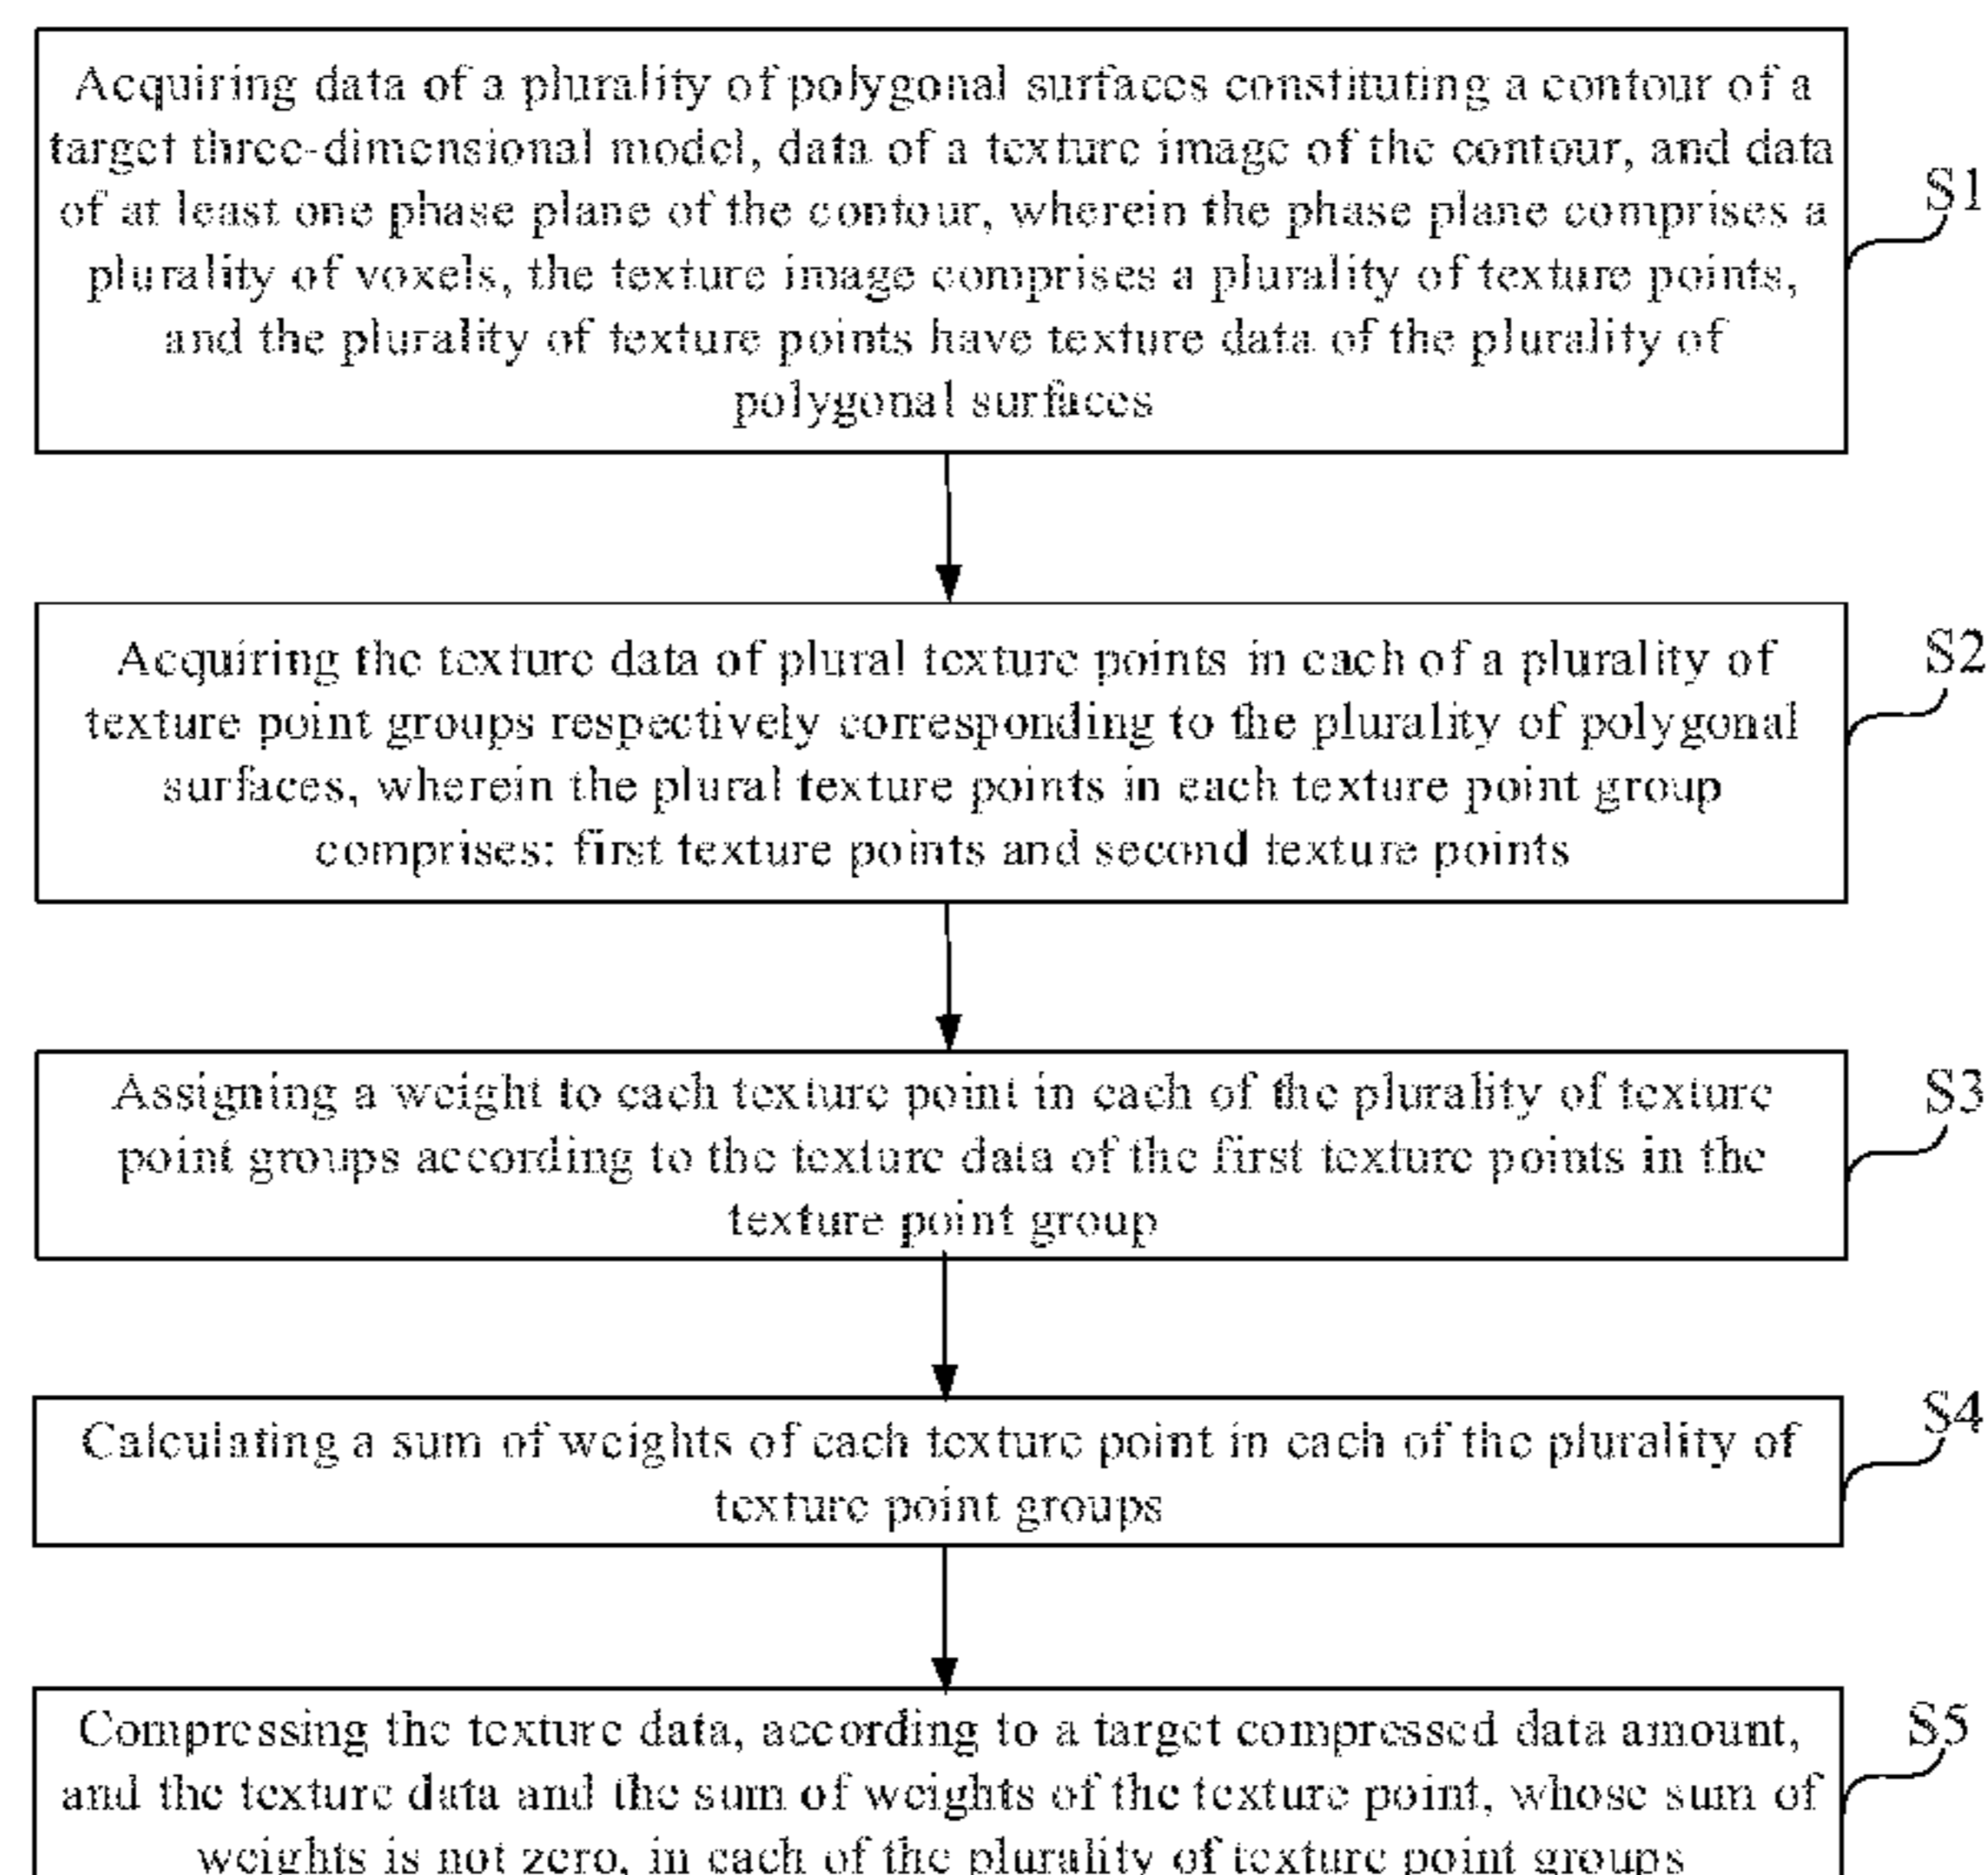 Acquiring data of a plurality of polygonal surfaces constituting a contour of a
target three-dimensional model, data of a texture image of the contour, and data
of at least one phase plane of the contour, wherein the phase plane comprises a
plurality of voxels, the texture image comprises a plurality of texture points,
and the plurality of texture points have texture data of the plurality of
polygonal surfaces
S1
Acquiring the texture data of plural texture points in each of a plurality of
texture point groups respectively corresponding to the plurality of polygonal
surfaces, wherein the plural texture points in each texture point group
comprises: first texture points and second texture points
S2
Assigning a weight to each texture point in each of the plurality of texture
point groups according to the texture data of the first texture points in the
texture point group
S3
Calculating a sum of weights of each texture point in each of the plurality of
texture point groups
S4
Compressing the texture data, according to a target compressed data amount,
and the texture data and the sum of weights of the texture point, whose sum of
weights is not zero, in each of the plurality of texture point groups
S5